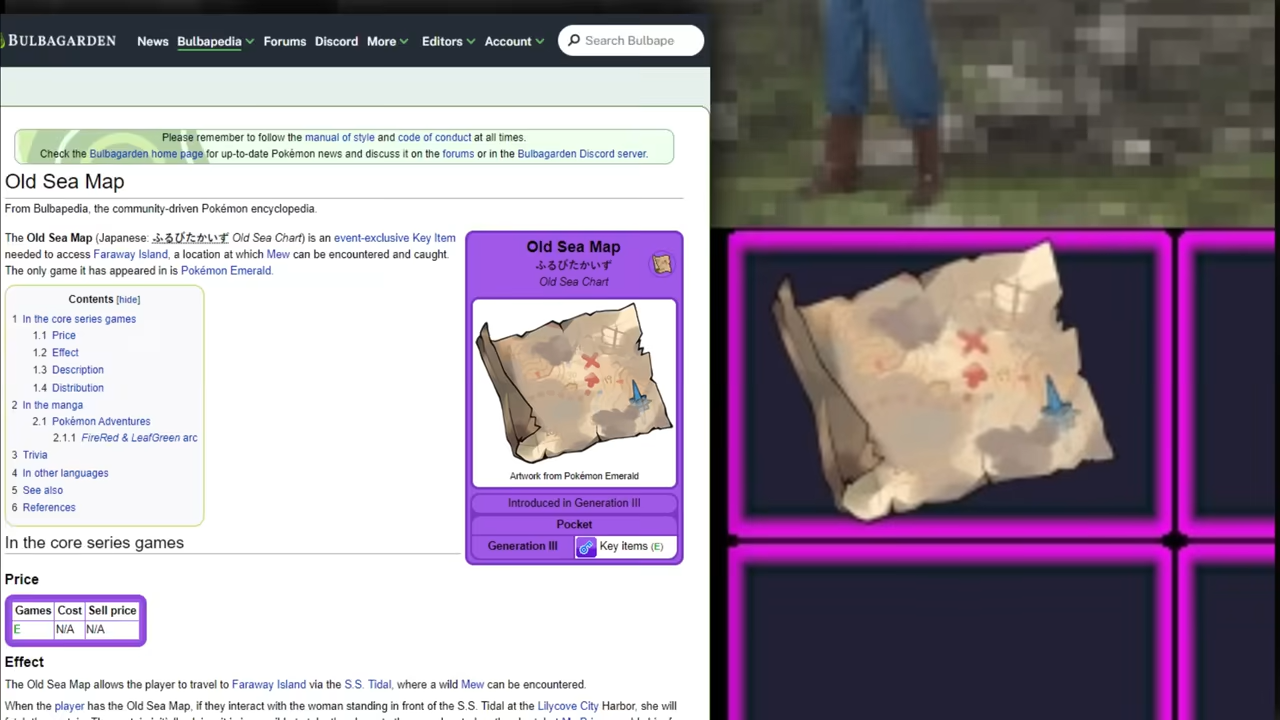 BULBAGARDEN News Bulbapedia Forums Discord More Editors Account Search Bulbape
Please remember to follow the manual of style and code of conduct at all times.
Check the Bulbagarden home page for up-to-date Pokémon news and discuss it on the forums or in the Bulbagarden Discord server.
Old Sea Map
From Bulbapedia, the community-driven Pokémon encyclopedia.
The Old Sea Map (Japanese: ふるびたかいず Old Sea Chart) is an event-exclusive Key Item
needed to access Faraway Island, a location at which Mew can be encountered and caught.
The only game it has appeared in is Pokémon Emerald.
Contents [hide]
1 In the core series games
1.1 Price
1.2 Effect
1.3 Description
1.4 Distribution
2 In the manga
2.1 Pokémon Adventures
2.1.1 FireRed & LeafGreen arc
3 Trivia
4 In other languages
5 See also
6 References
Old Sea Map
ふるびたかいず
Old Sea Chart
Artwork from Pokémon Emerald
Introduced in Generation III
Pocket
Generation III Key items (E)
In the core series games
Price
Games Cost Sell price
E N/A N/A
Effect
The Old Sea Map allows the player to travel to Faraway Island via the S.S. Tidal, where a wild Mew can be encountered.
When the player has the Old Sea Map, if they interact with the woman standing in front of the S.S. Tidal at the Lilycove City Harbor, she will